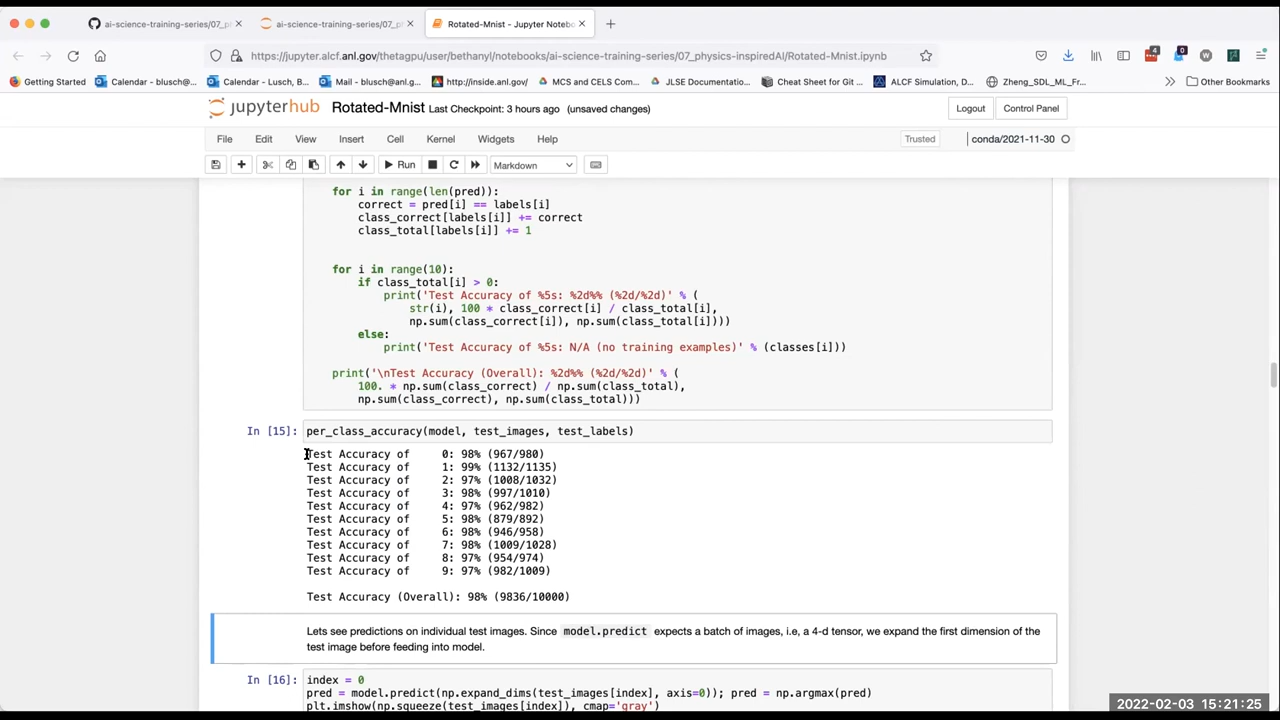 ai-science-training-series/07_ph
ai-science-training-series/07_ph
Rotated-Mnist - Jupyter Notebo
https://jupyter.alcf.anl.gov/thetagpu/user/bethanyl/notebooks/ai-science-training-series/07_physics-inspiredAI/Rotated-Mnist.ipynb
4
0
Getting Started
Calendar - blusch@...
Calendar - Lusch, B...
Mail - blusch@anl.g...
http://inside.anl.gov/
MCS and CELS Com...
JLSE Documentatio...
Cheat Sheet for Git ...
ALCF Simulation, D...
Zheng_SDL_ML_Fr...
Other Bookmarks
jupyterhub
Rotated-Mnist Last Checkpoint: 3 hours ago (unsaved changes)
Logout
Control Panel
File Edit View Insert Cell Kernel Widgets Help
Trusted
conda/2021-11-30
Run
Markdown
for i in range(len(pred)):
correct = pred[i] == labels[i]
class_correct[labels[i]] += correct
class_total[labels[i]] += 1
for i in range(10):
if class_total[i] > 0:
print('Test Accuracy of %5s: %2d%% (%2d/%2d)' % (
str(i), 100 * class_correct[i] / class_total[i],
np.sum(class_correct[i]), np.sum(class_total[i])))
else:
print('Test Accuracy of %5s: N/A (no training examples)' % (classes[i]))
print('\nTest Accuracy (Overall): %2d%% (%2d/%2d)' % (
100. * np.sum(class_correct) / np.sum(class_total),
np.sum(class_correct), np.sum(class_total)))
In [15]: per_class_accuracy(model, test_images, test_labels)
Test Accuracy of     0: 98% (967/980)
Test Accuracy of     1: 99% (1132/1135)
Test Accuracy of     2: 97% (1008/1032)
Test Accuracy of     3: 98% (997/1010)
Test Accuracy of     4: 97% (962/982)
Test Accuracy of     5: 98% (879/892)
Test Accuracy of     6: 98% (946/958)
Test Accuracy of     7: 98% (1009/1028)
Test Accuracy of     8: 97% (954/974)
Test Accuracy of     9: 97% (982/1009)
Test Accuracy (Overall): 98% (9836/10000)
Lets see predictions on individual test images. Since model.predict expects a batch of images, i.e, a 4-d tensor, we expand the first dimension of the
test image before feeding into model.
In [16]: index = 0
pred = model.predict(np.expand_dims(test_images[index], axis=0)); pred = np.argmax(pred)
plt.imshow(np.squeeze(test_images[index]), cmap='gray')
2022-02-03 15:21:25